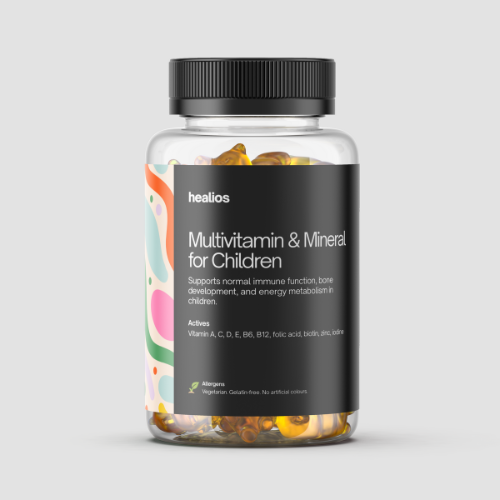 healios
Multivitamin & Mineral
for Children
Supports normal immune function, bone
development, and energy metabolism in
children.
Actives
Vitamin A, C, D, E, B6, B12, folic acid, biotin, zinc, iodine
Allergens
Vegetarian. Gelatin-free. No artificial colours.